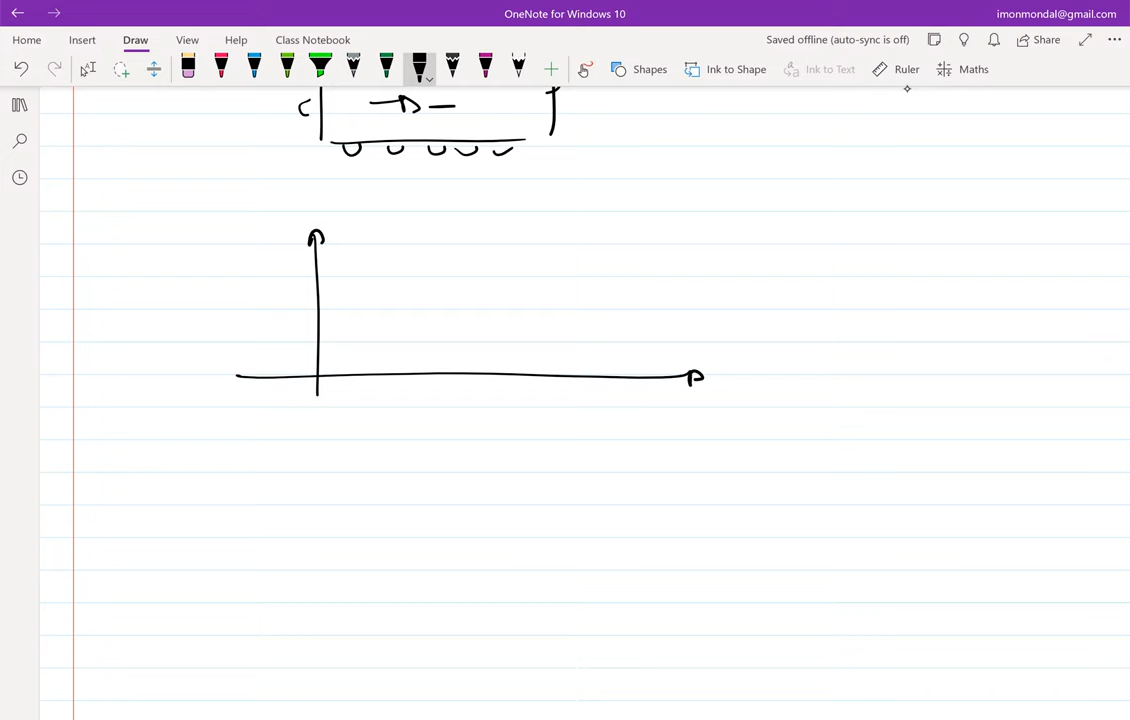 OneNote for Windows 10
imonmondal@gmail.com
Home Insert Draw View Help Class Notebook
Saved offline (auto-sync is off) Share
Shapes Ink to Shape Ink to Text Ruler Maths